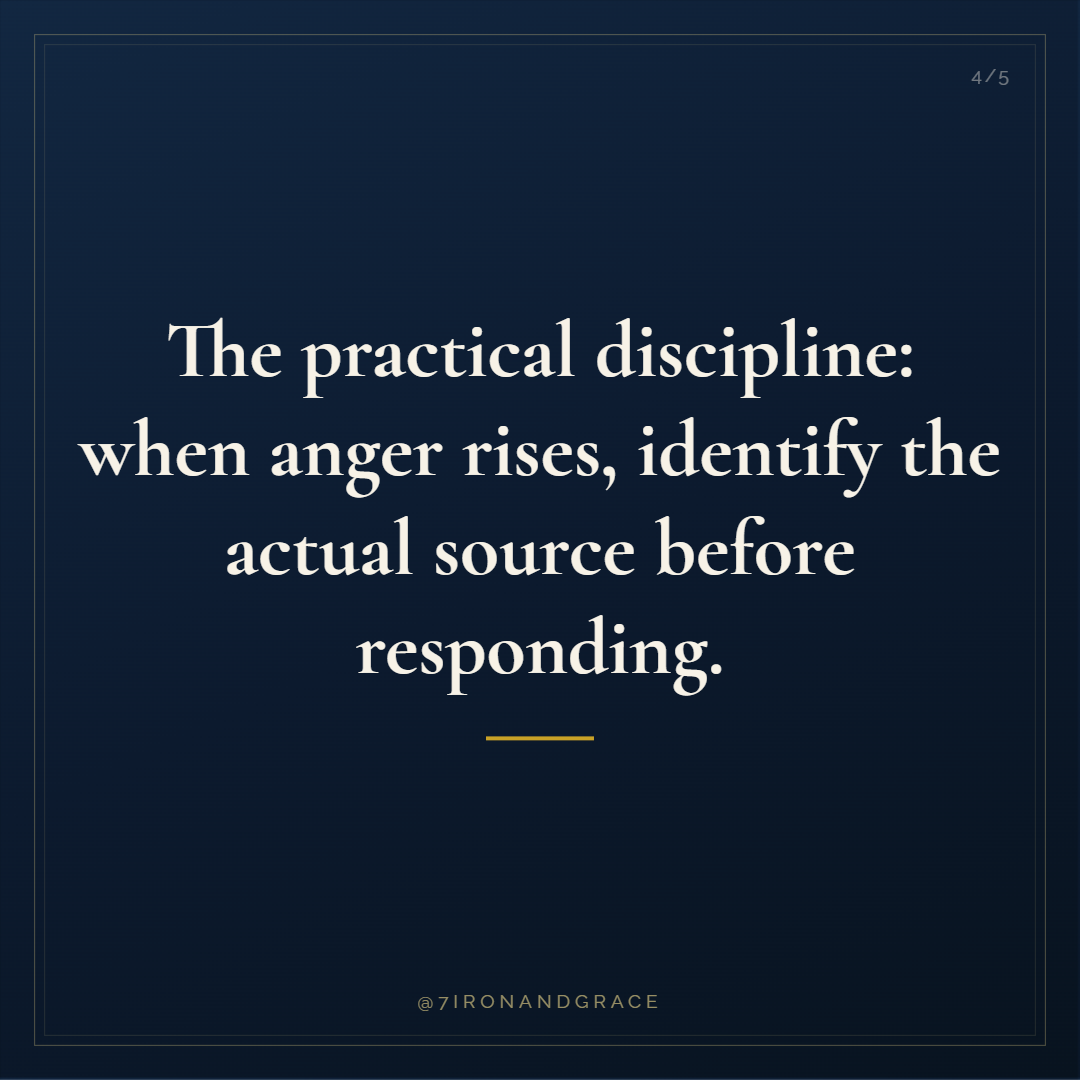 4/5
The practical discipline:
when anger rises, identify the
actual source before
responding.
@7IRONANDGRACE